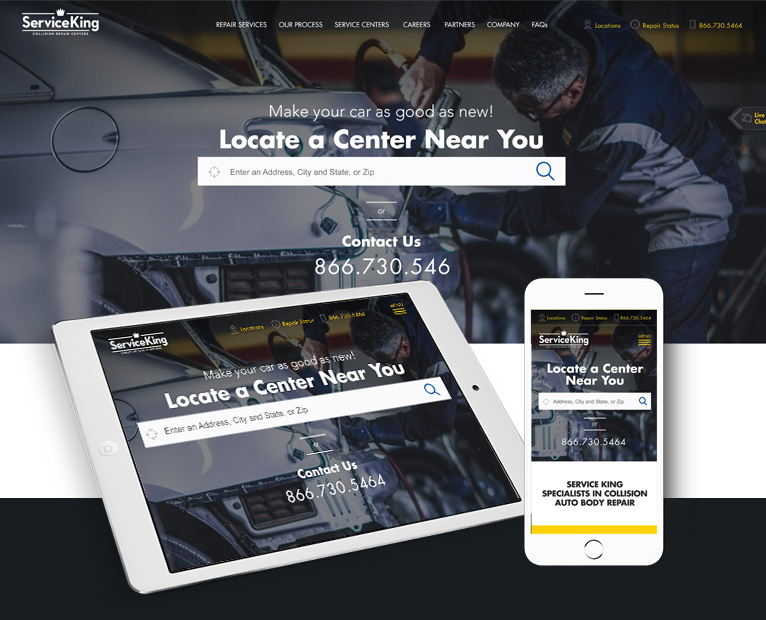 ServiceKing
COLLISION REPAIR CENTERS
REPAIR SERVICES OUR PROCESS SERVICE CENTERS CAREERS PARTNERS COMPANY FAQs
Locations Repair Status 866.730.5464
Live Chat
Make your car as good as new!
Locate a Center Near You
Enter an Address, City and State, or Zip
or
Contact Us
866.730.546
Locations Repair Status 866.730.5464 MENU
ServiceKing
Make your car as good as new!
Locate a Center Near You
Enter an Address, City and State, or Zip
or
Contact Us
866.730.5464
Locations Repair Status 866.730.5464
ServiceKing
MENU
Locate a Center
Near You
Address, City and State, or Zip
or
866.730.5464
SERVICE KING
SPECIALISTS IN COLLISION
AUTO BODY REPAIR